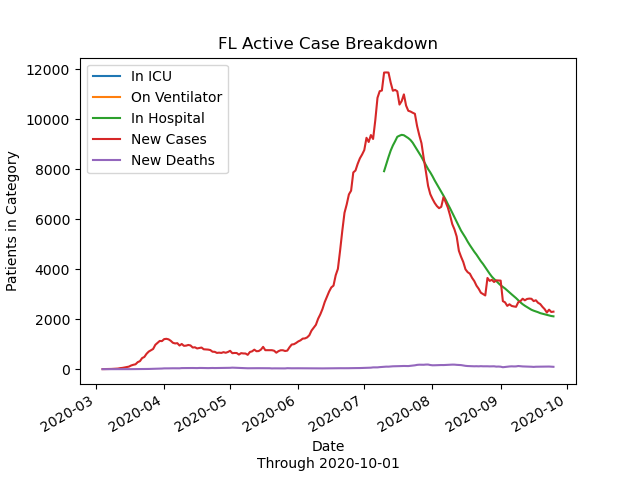 FL Active Case Breakdown
In ICU
On Ventilator
In Hospital
New Cases
New Deaths
12000
10000
8000
6000
4000
2000
0
Patients in Category
2020-03
2020-04
2020-05
2020-06
2020-07
2020-08
2020-09
2020-10
Date
Through 2020-10-01